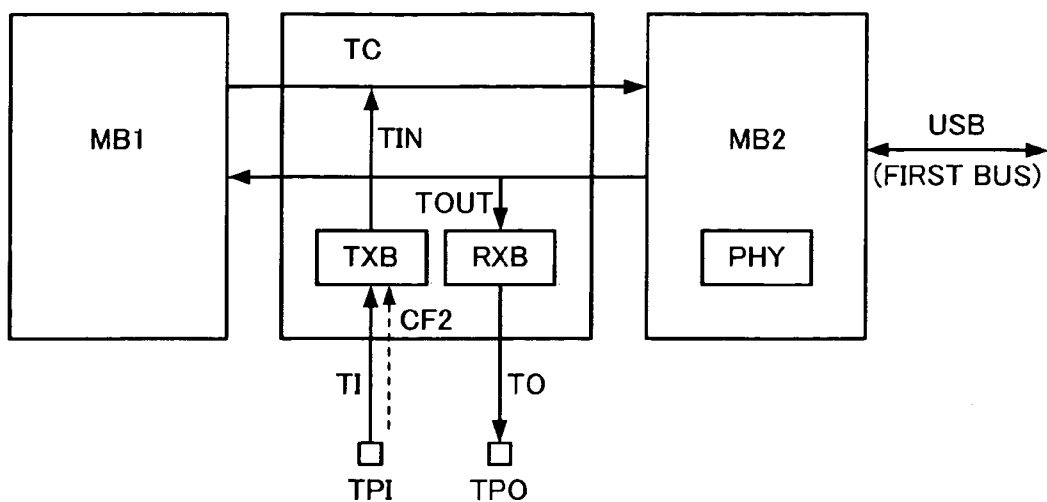 TC
MB1
TIN
MB2
USB
(FIRST BUS)
TOUT
TXB
RXB
PHY
CF2
TI
TO
TPI
TPO